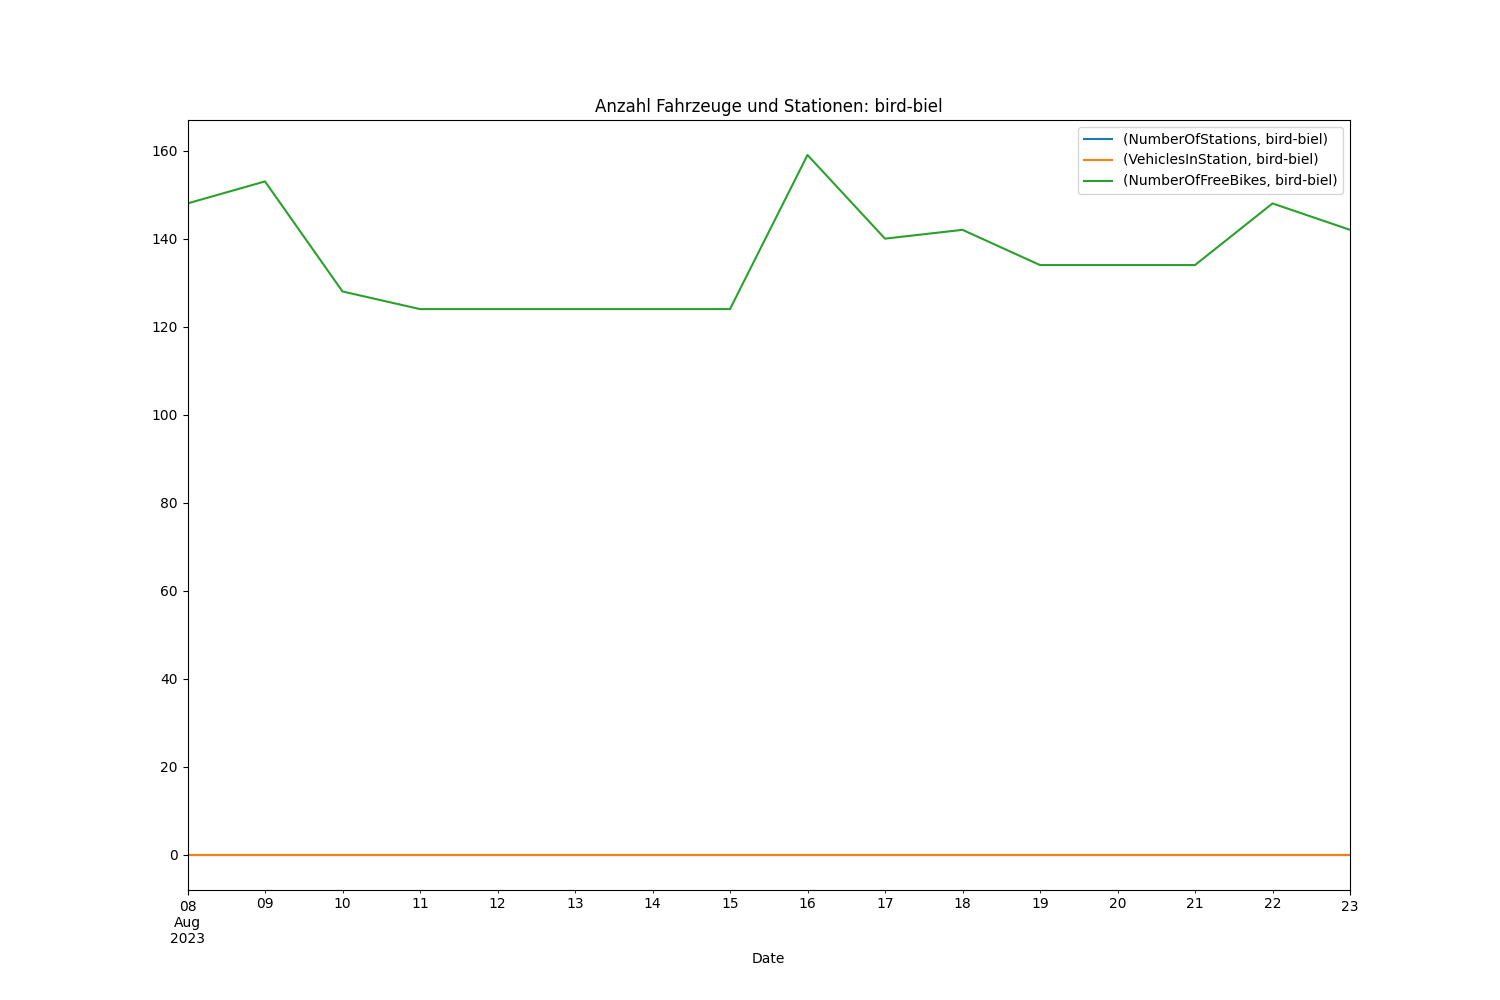 Anzahl Fahrzeuge und Stationen: bird-biel
(NumberOfStations, bird-biel)
(VehiclesInStation, bird-biel)
(NumberOfFreeBikes, bird-biel)
160
140
120
100
80
60
40
20
0
08 09 10 11 12 13 14 15 16 17 18 19 20 21 22 23
Aug
2023
Date